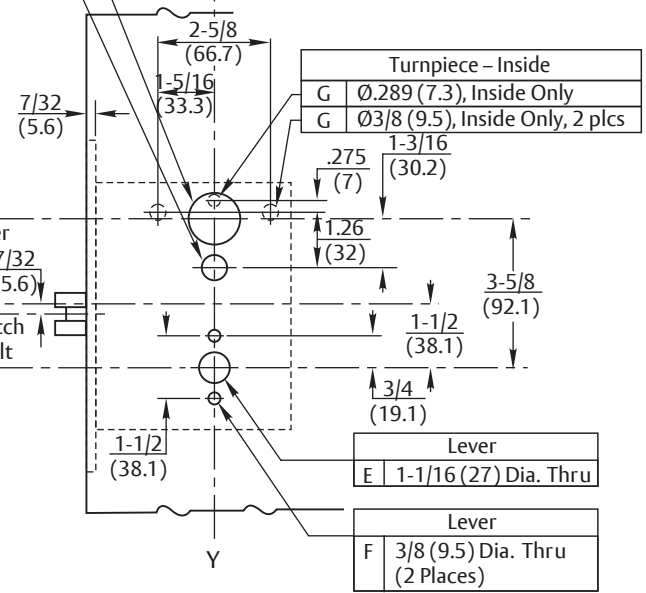 2-5/8
(66.7)
1-5/16
(33.3)
7/32
(5.6)
Turnpiece – Inside
G Ø.289 (7.3), Inside Only
G Ø3/8 (9.5), Inside Only, 2 plcs
1-3/16
(30.2)
.275
(7)
1.26
(32)
er
7/32
5.6)
3-5/8
(92.1)
1-1/2
(38.1)
tch
lt
3/4
(19.1)
1-1/2
(38.1)
Lever
E 1-1/16 (27) Dia. Thru
Lever
F 3/8 (9.5) Dia. Thru
(2 Places)
Y